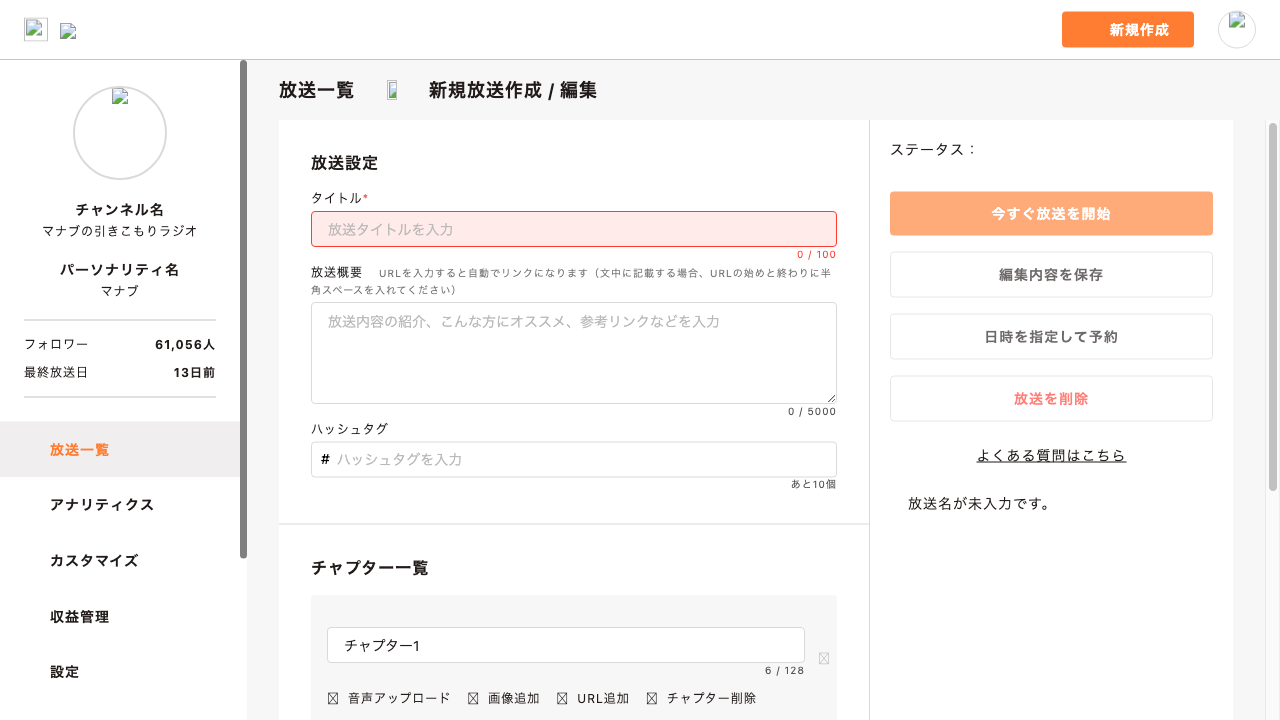 新規作成
チャンネル名
マナブの引きこもりラジオ
パーソナリティ名
マナブ
フォロワー 61,056人
最終放送日 13日前
放送一覧
アナリティクス
カスタマイズ
収益管理
設定
放送一覧 新規放送作成 / 編集
放送設定
タイトル*
放送タイトルを入力
0 / 100
放送概要 URLを入力すると自動でリンクになります（文中に記載する場合、URLの始めと終わりに半
角スペースを入れてください）
放送内容の紹介、こんな方にオススメ、参考リンクなどを入力
0 / 5000
ハッシュタグ
# ハッシュタグを入力
あと10個
チャプター一覧
チャプター1
6 / 128
音声アップロード 画像追加 URL追加 チャプター削除
ステータス：
今すぐ放送を開始
編集内容を保存
日時を指定して予約
放送を削除
よくある質問はこちら
放送名が未入力です。